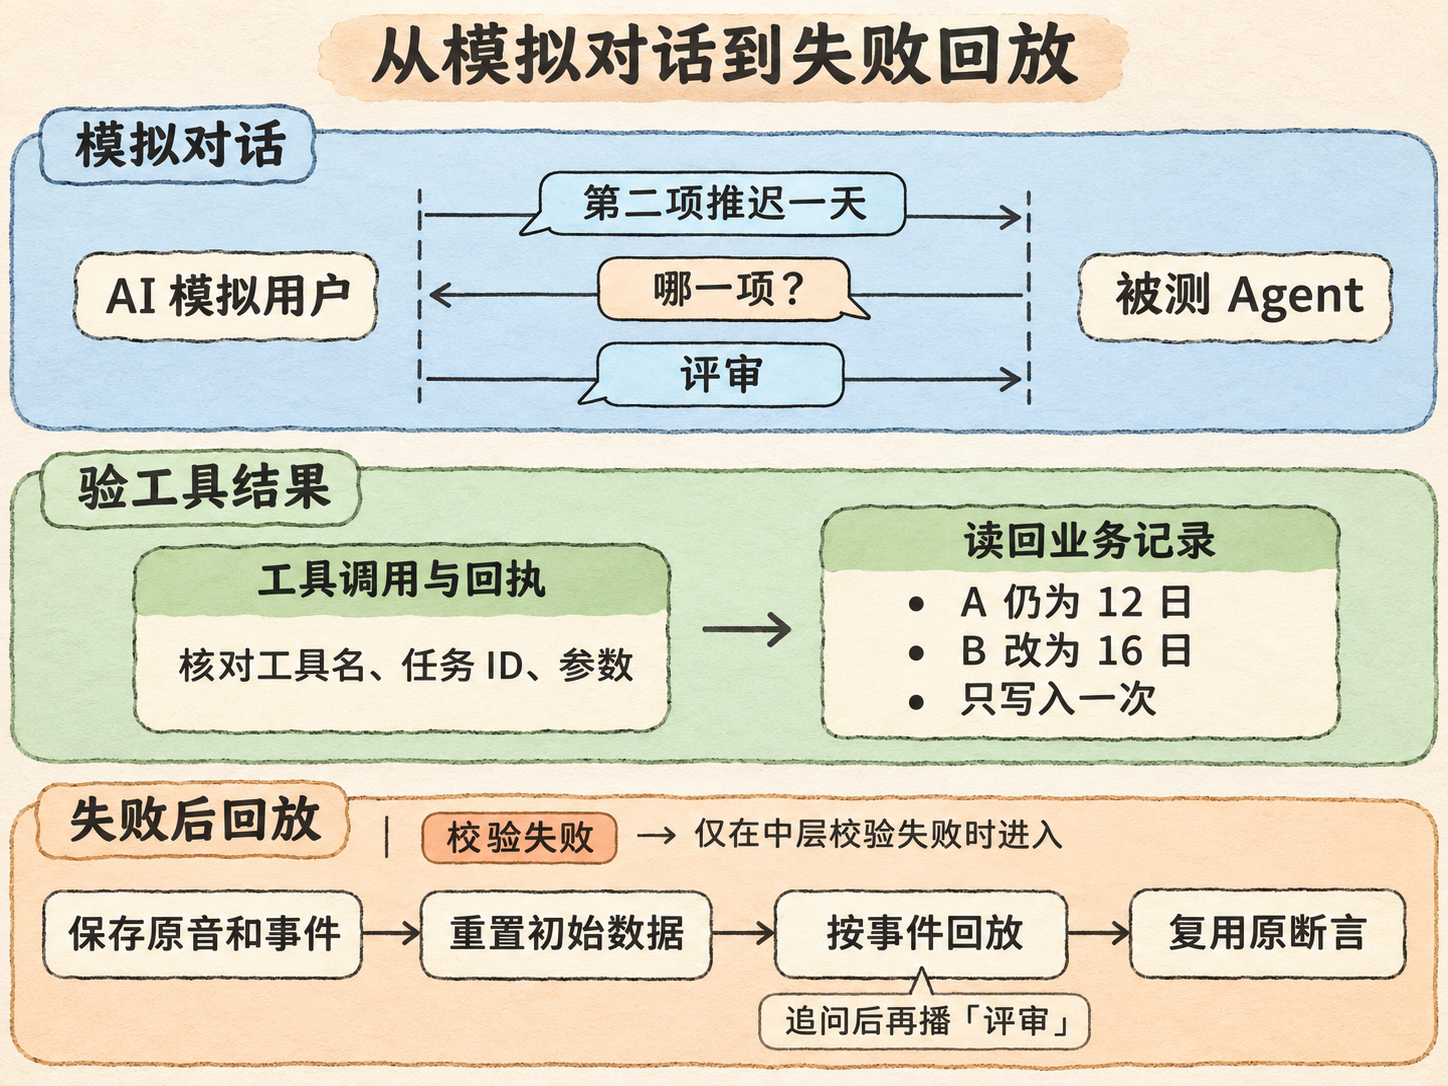 从模拟对话到失败回放
模拟对话
第二项推迟一天
AI 模拟用户
哪一项？
被测 Agent
评审
验工具结果
工具调用与回执
核对工具名、任务 ID、参数
读回业务记录
• A 仍为 12 日
• B 改为 16 日
• 只写入一次
失败后回放
校验失败
仅在中层校验失败时进入
保存原音和事件
重置初始数据
按事件回放
复用原断言
追问后再播「评审」